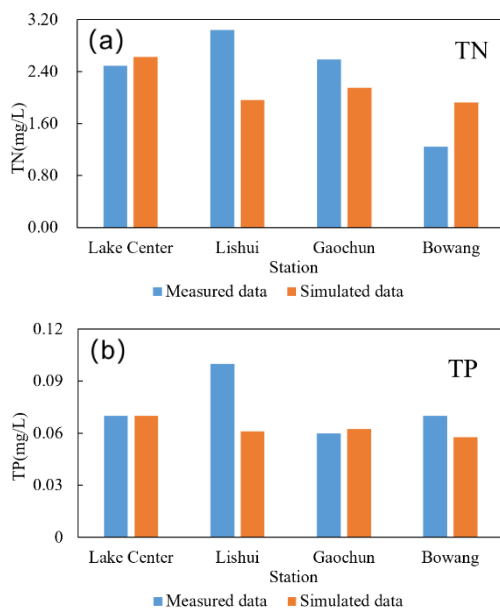 (a)
TN
3.20
2.40
1.60
0.80
0.00
TN(mg/L)
Lake Center Lishui Gaochun Bowang
Station
Measured data Simulated data
(b)
TP
0.12
0.09
0.06
0.03
0
TP(mg/L)
Lake Center Lishui Gaochun Bowang
Station
Measured data Simulated data